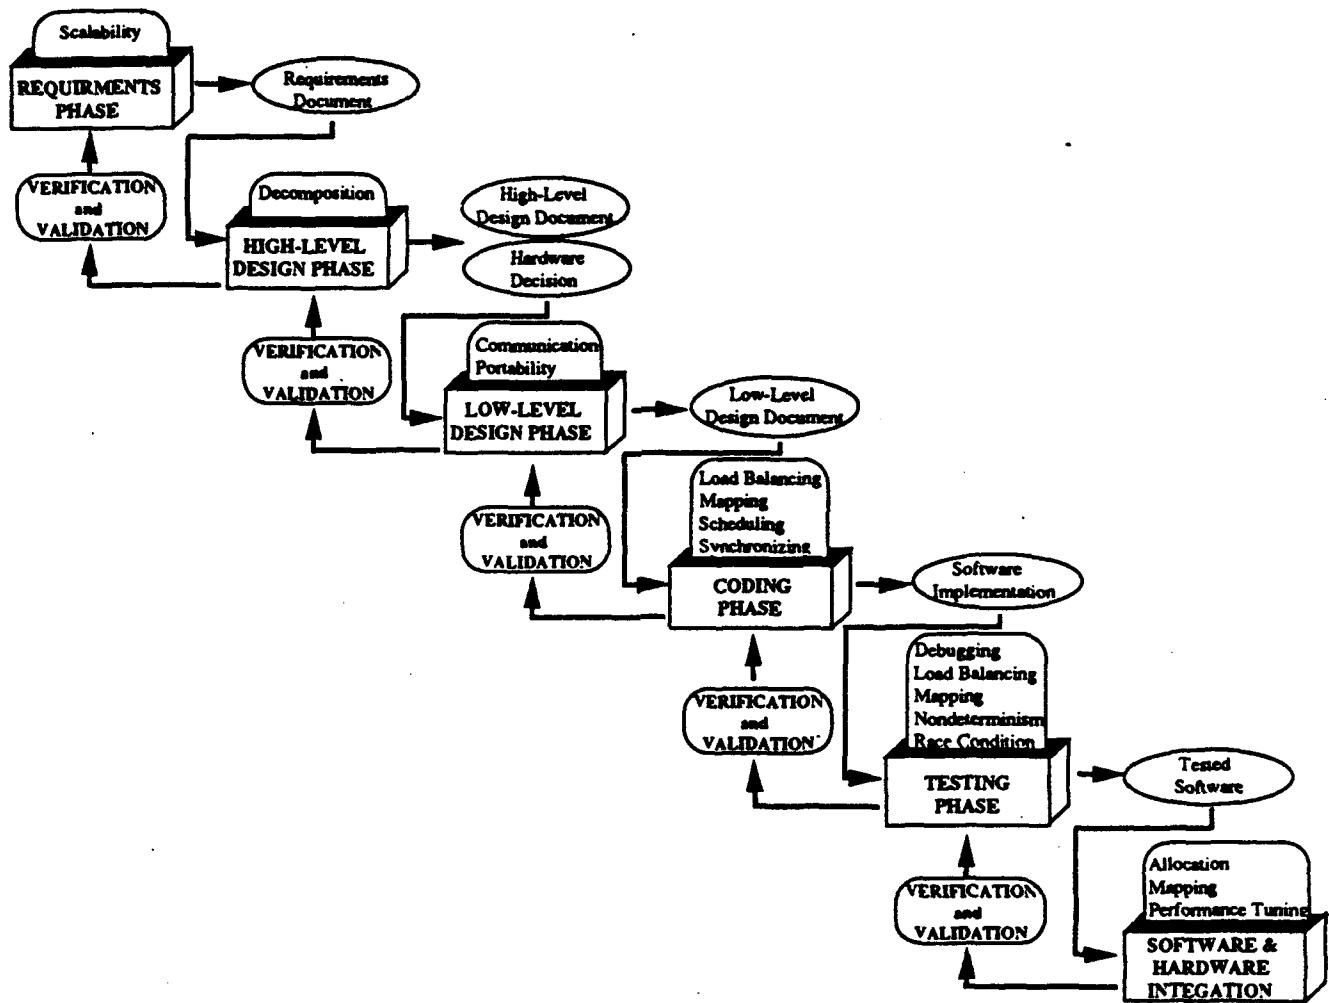 Scalability
REQUIRMENTS
PHASE
Requirements
Document
VERIFICATION
and
VALIDATION
Decomposition
HIGH-LEVEL
DESIGN PHASE
High-Level
Design Document
Hardware
Decision
VERIFICATION
and
VALIDATION
Communication
Portability
LOW-LEVEL
DESIGN PHASE
Low-Level
Design Document
VERIFICATION
and
VALIDATION
Load Balancing
Mapping
Scheduling
Synchronizing
CODING
PHASE
Software
Implementation
VERIFICATION
and
VALIDATION
Debugging
Load Balancing
Mapping
Nondeterminism
Race Condition
TESTING
PHASE
Tested
Software
VERIFICATION
and
VALIDATION
Allocation
Mapping
Performance Tuning
SOFTWARE &
HARDWARE
INTEGATION